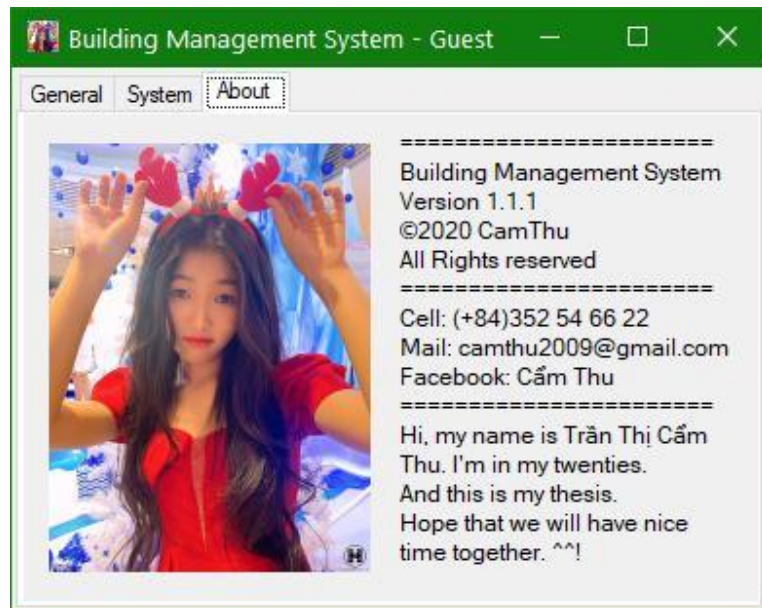 Building Management System - Guest
General System About
========================
Building Management System
Version 1.1.1
©2020 CamThu
All Rights reserved
========================
Cell: (+84)352 54 66 22
Mail: camthu2009@gmail.com
Facebook: Cẩm Thu
========================
Hi, my name is Trần Thị Cẩm
Thu. I'm in my twenties.
And this is my thesis.
Hope that we will have nice
time together. ^^!
H